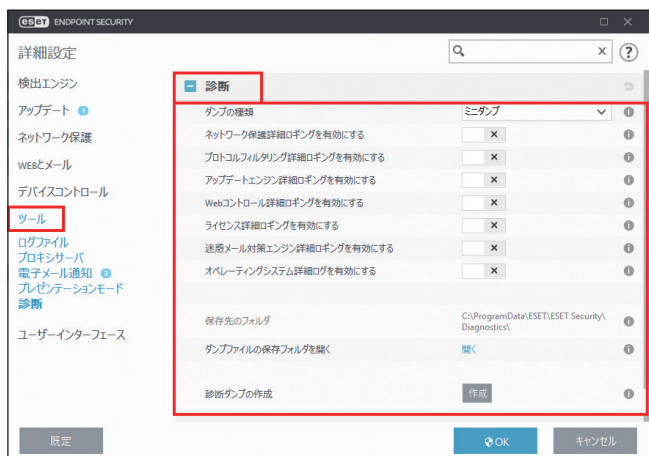 eset ENDPOINT SECURITY
詳細設定
検出エンジン
アップデート 1
ネットワーク保護
WEBとメール
デバイスコントロール
ツール
ログファイル
プロキシサーバ
電子メール通知 1
プレゼンテーションモード
診断
ユーザーインターフェース
診断
ダンプの種類 ミニダンプ
ネットワーク保護詳細ロギングを有効にする
プロトコルフィルタリング詳細ロギングを有効にする
アップデートエンジン詳細ロギングを有効にする
Webコントロール詳細ロギングを有効にする
ライセンス詳細ロギングを有効にする
迷惑メール対策エンジン詳細ロギングを有効にする
オペレーティングシステム詳細ログを有効にする
保存先のフォルダ C:\ProgramData\ESET\ESET Security\
Diagnostics\
ダンプファイルの保存フォルダを開く 開く
診断ダンプの作成 作成
既定 OK キャンセル